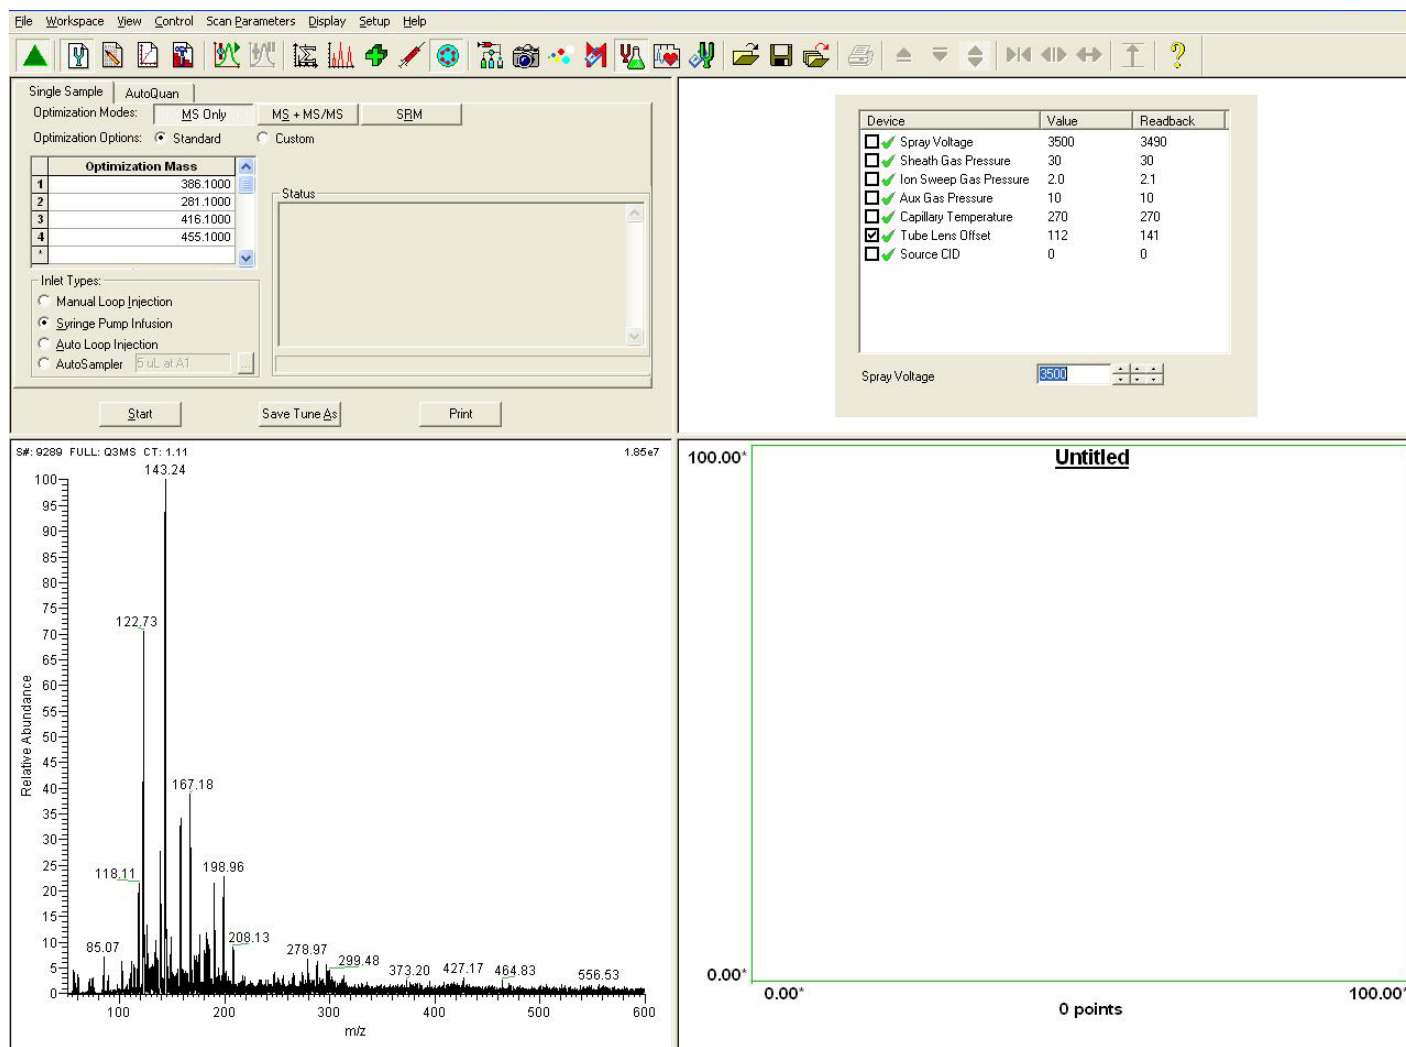 File Workspace View Control Scan Parameters Display Setup Help
Single Sample AutoQuan
Optimization Modes: MS Only MS + MS/MS SRM
Optimization Options: Standard Custom
Optimization Mass
1 386.1000
2 281.1000
3 416.1000
4 455.1000
*
Status
Inlet Types:
Manual Loop Injection
Syringe Pump Infusion
Auto Loop Injection
AutoSampler 5 uL at A1 ...
Start Save Tune As Print
Device Value Readback
Spray Voltage 3500 3490
Sheath Gas Pressure 30 30
Ion Sweep Gas Pressure 2.0 2.1
Aux Gas Pressure 10 10
Capillary Temperature 270 270
Tube Lens Offset 112 141
Source CID 0 0
Spray Voltage 3500
S#: 9289 FULL: Q3MS CT: 1.11 1.85e7
143.24
100
95
90
85
80
75
122.73
70
65
60
55
50
45
167.18
40
35
30
25
118.11 198.96
20
15
10
85.07 208.13 278.97
5
299.48 373.20 427.17 464.83 556.53
0
100 200 300 400 500 600
m/z
Relative Abundance
100.00*
Untitled
0.00*
0.00* 100.00*
0 points